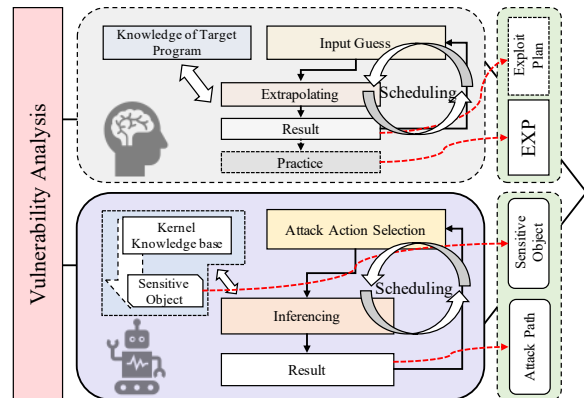 Vulnerability Analysis
Knowledge of Target
Program
Input Guess
Extrapolating
Scheduling
Result
Practice
Exploit
Plan
EXP
Kernel
Knowledge base
Sensitive
Object
Attack Action Selection
Scheduling
Inferencing
Result
Sensitive
Object
Attack Path